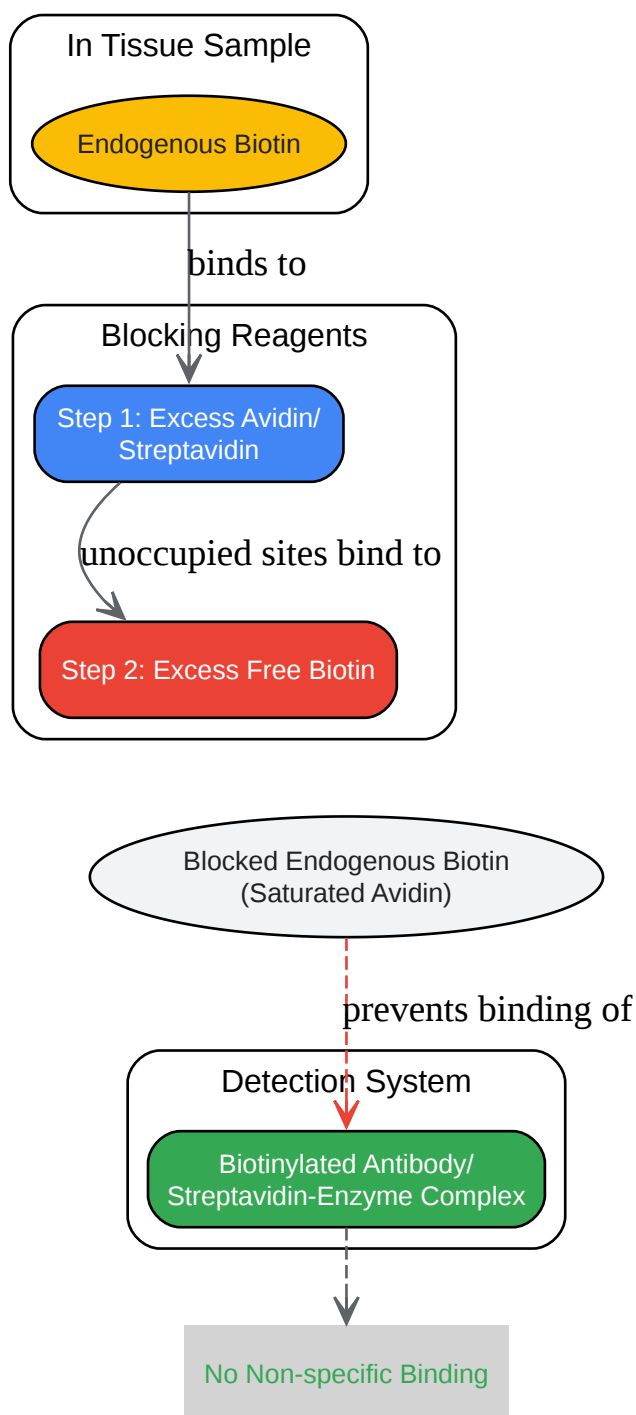 In Tissue Sample
Endogenous Biotin
binds to
Blocking Reagents
Step 1: Excess Avidin/
Streptavidin
unoccupied sites bind to
Step 2: Excess Free Biotin
Blocked Endogenous Biotin
(Saturated Avidin)
prevents binding of
Detection System
Biotinylated Antibody/
Streptavidin-Enzyme Complex
No Non-specific Binding